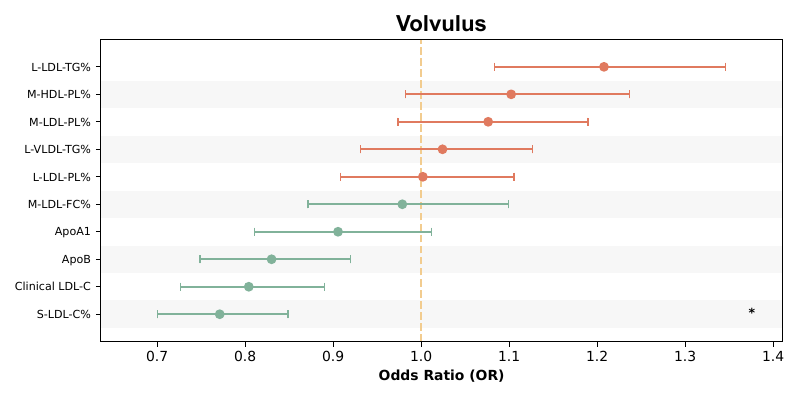 Volvulus
L-LDL-TG%
M-HDL-PL%
M-LDL-PL%
L-VLDL-TG%
L-LDL-PL%
M-LDL-FC%
ApoA1
ApoB
Clinical LDL-C
S-LDL-C%
*
0.7 0.8 0.9 1.0 1.1 1.2 1.3 1.4
Odds Ratio (OR)